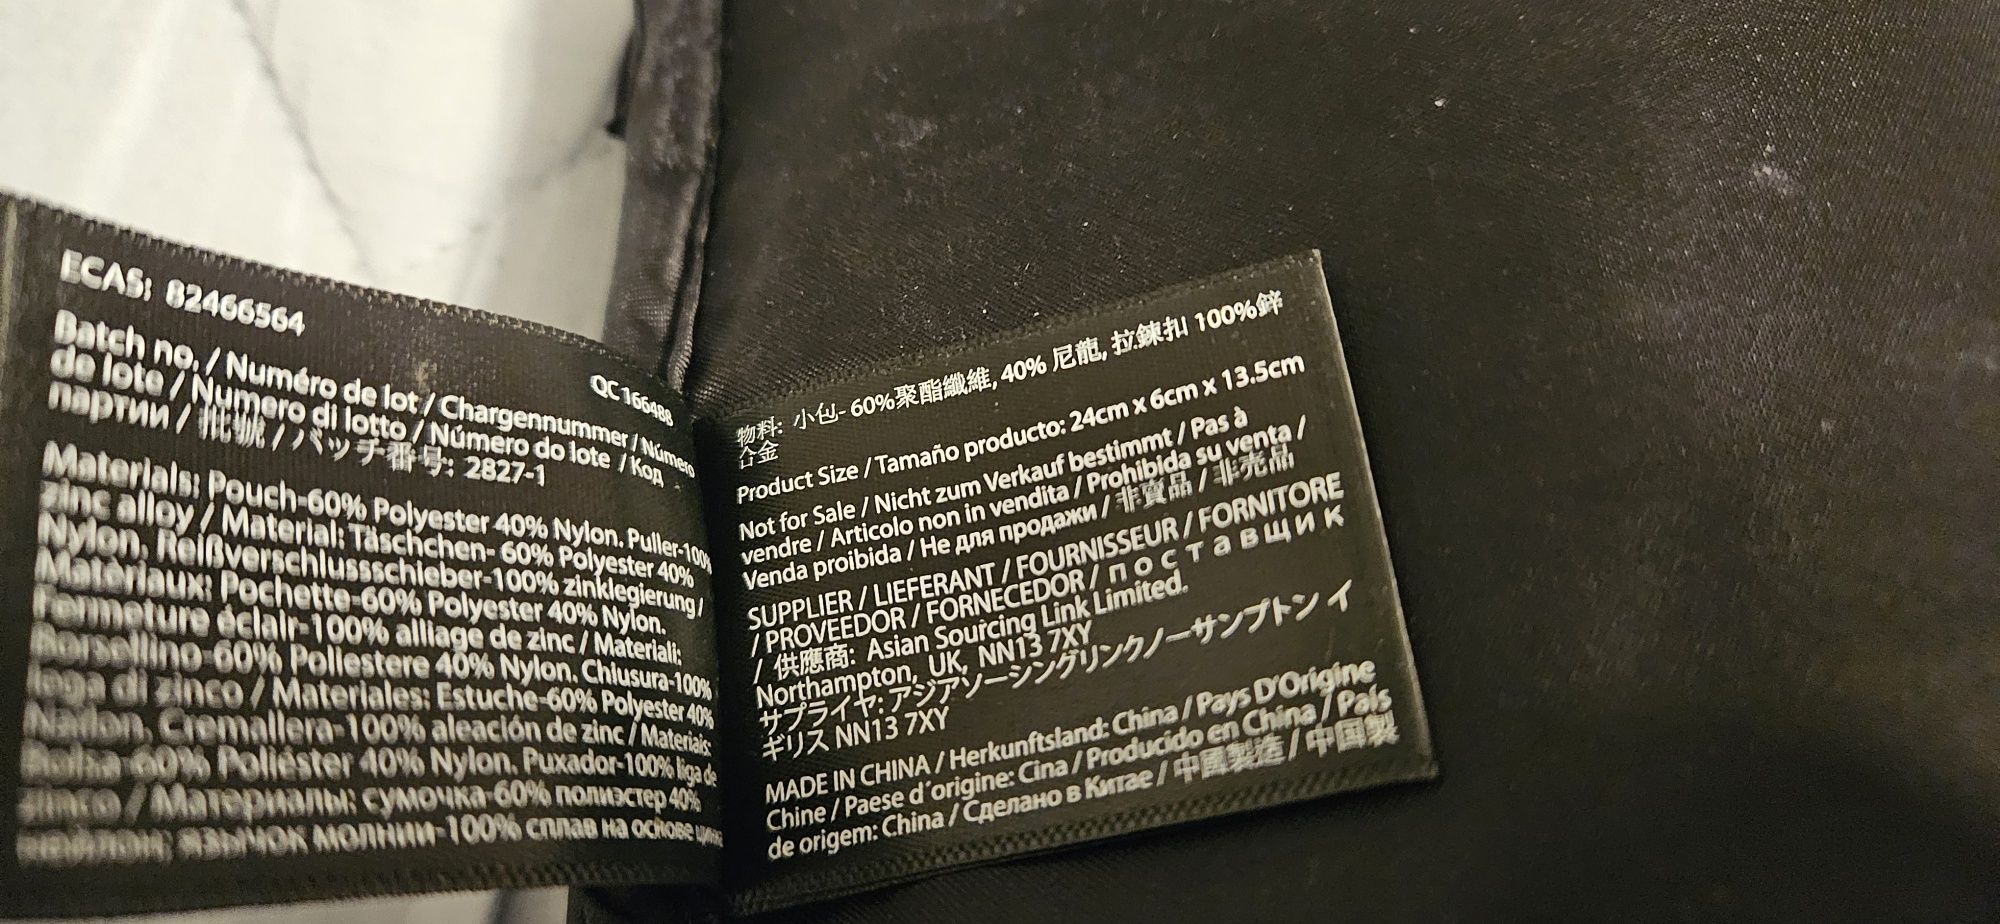 ECAS: 82466564
QC 166488
Batch no. / Numéro de lot / Chargennummer / Número
de lote / Numero di lotto / Número do lote / Код
партии / 批號 / バッチ番号: 2827-1
Materials: Pouch-60% Polyester 40% Nylon. Puller-100%
zinc alloy / Material: Täschchen- 60% Polyester 40%
Nylon. Reißverschlussschieber-100% zinklegierung /
Matériaux: Pochette-60% Polyester 40% Nylon.
Fermeture éclair-100% alliage de zinc / Materiali:
Borsellino-60% Poliestere 40% Nylon. Chiusura-100%
lega di zinco / Materiales: Estuche-60% Polyester 40%
Nailon, Cremallera-100% aleación de zinc / Materiais:
Bolsa-60% Poliéster 40% Nylon. Puxador-100% liga de
zinco / Материалы: сумочка-60% полиэстер 40%
нейлон; язычок молнии-100% сплав на основе
物料: 小包- 60%聚酯纖維, 40% 尼龍, 拉鍊扣 100%鋅
合金
Product Size / Tamaño producto: 24cm x 6cm x 13.5cm
Not for Sale / Nicht zum Verkauf bestimmt / Pas à
vendre / Articolo non in vendita / Prohibida su venta /
Venda proibida / Не для продажи / 非賣品 / 非売品
SUPPLIER / LIEFERANT / FOURNISSEUR / FORNITORE
/ PROVEEDOR / FORNECEDOR / п о с т а в щ и к
/ 供應商: Asian Sourcing Link Limited.
Northampton, UK, NN13 7XY
サプライヤ: アジアソーシングリンクノーサンプトン イ
ギリス NN13 7XY
MADE IN CHINA / Herkunftsland: China / Pays D'Origine
Chine / Paese d'origine: Cina / Producido en China / País
de origem: China / Сделано в Китае / 中國製造 / 中国製